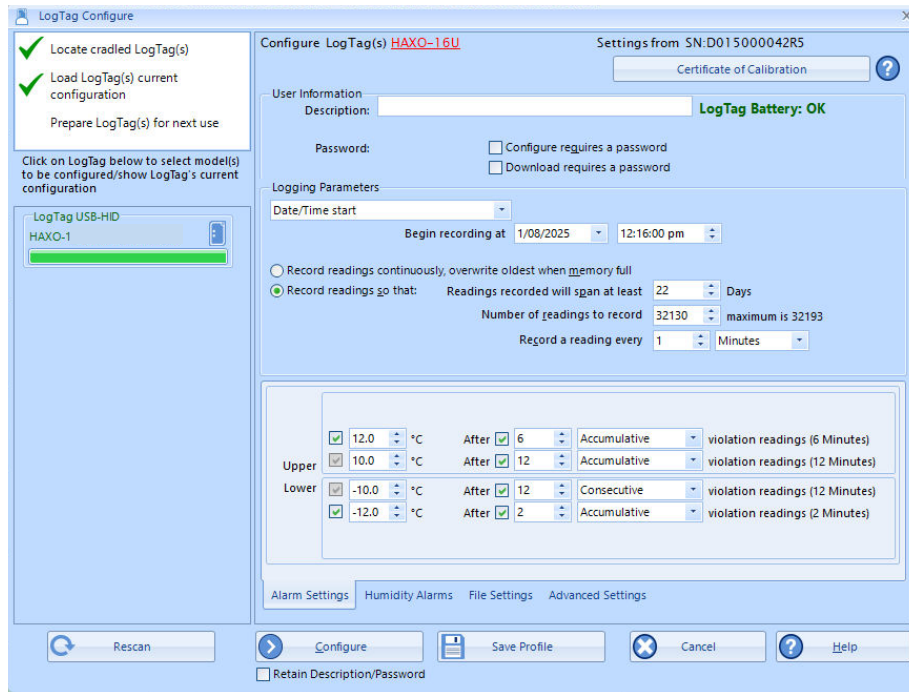 LogTag Configure
Locate cradled LogTag(s)
Load LogTag(s) current
configuration
Prepare LogTag(s) for next use
Click on LogTag below to select model(s)
to be configured/show LogTag's current
configuration
LogTag USB-HID
HAXO-1
Rescan
Configure LogTag(s) HAXO-16U
Settings from SN:D015000042R5
Certificate of Calibration
?
User Information
Description:
LogTag Battery: OK
Password:
Configure requires a password
Download requires a password
Logging Parameters
Date/Time start
Begin recording at 1/08/2025 12:16:00 pm
Record readings continuously, overwrite oldest when memory full
Record readings so that: Readings recorded will span at least 22 Days
Number of readings to record 32130 maximum is 32193
Record a reading every 1 Minutes
12.0 °C After 6 Accumulative violation readings (6 Minutes)
Upper 10.0 °C After 12 Accumulative violation readings (12 Minutes)
Lower -10.0 °C After 12 Consecutive violation readings (12 Minutes)
-12.0 °C After 2 Accumulative violation readings (2 Minutes)
Alarm Settings Humidity Alarms File Settings Advanced Settings
Configure Save Profile Cancel ? Help
Retain Description/Password